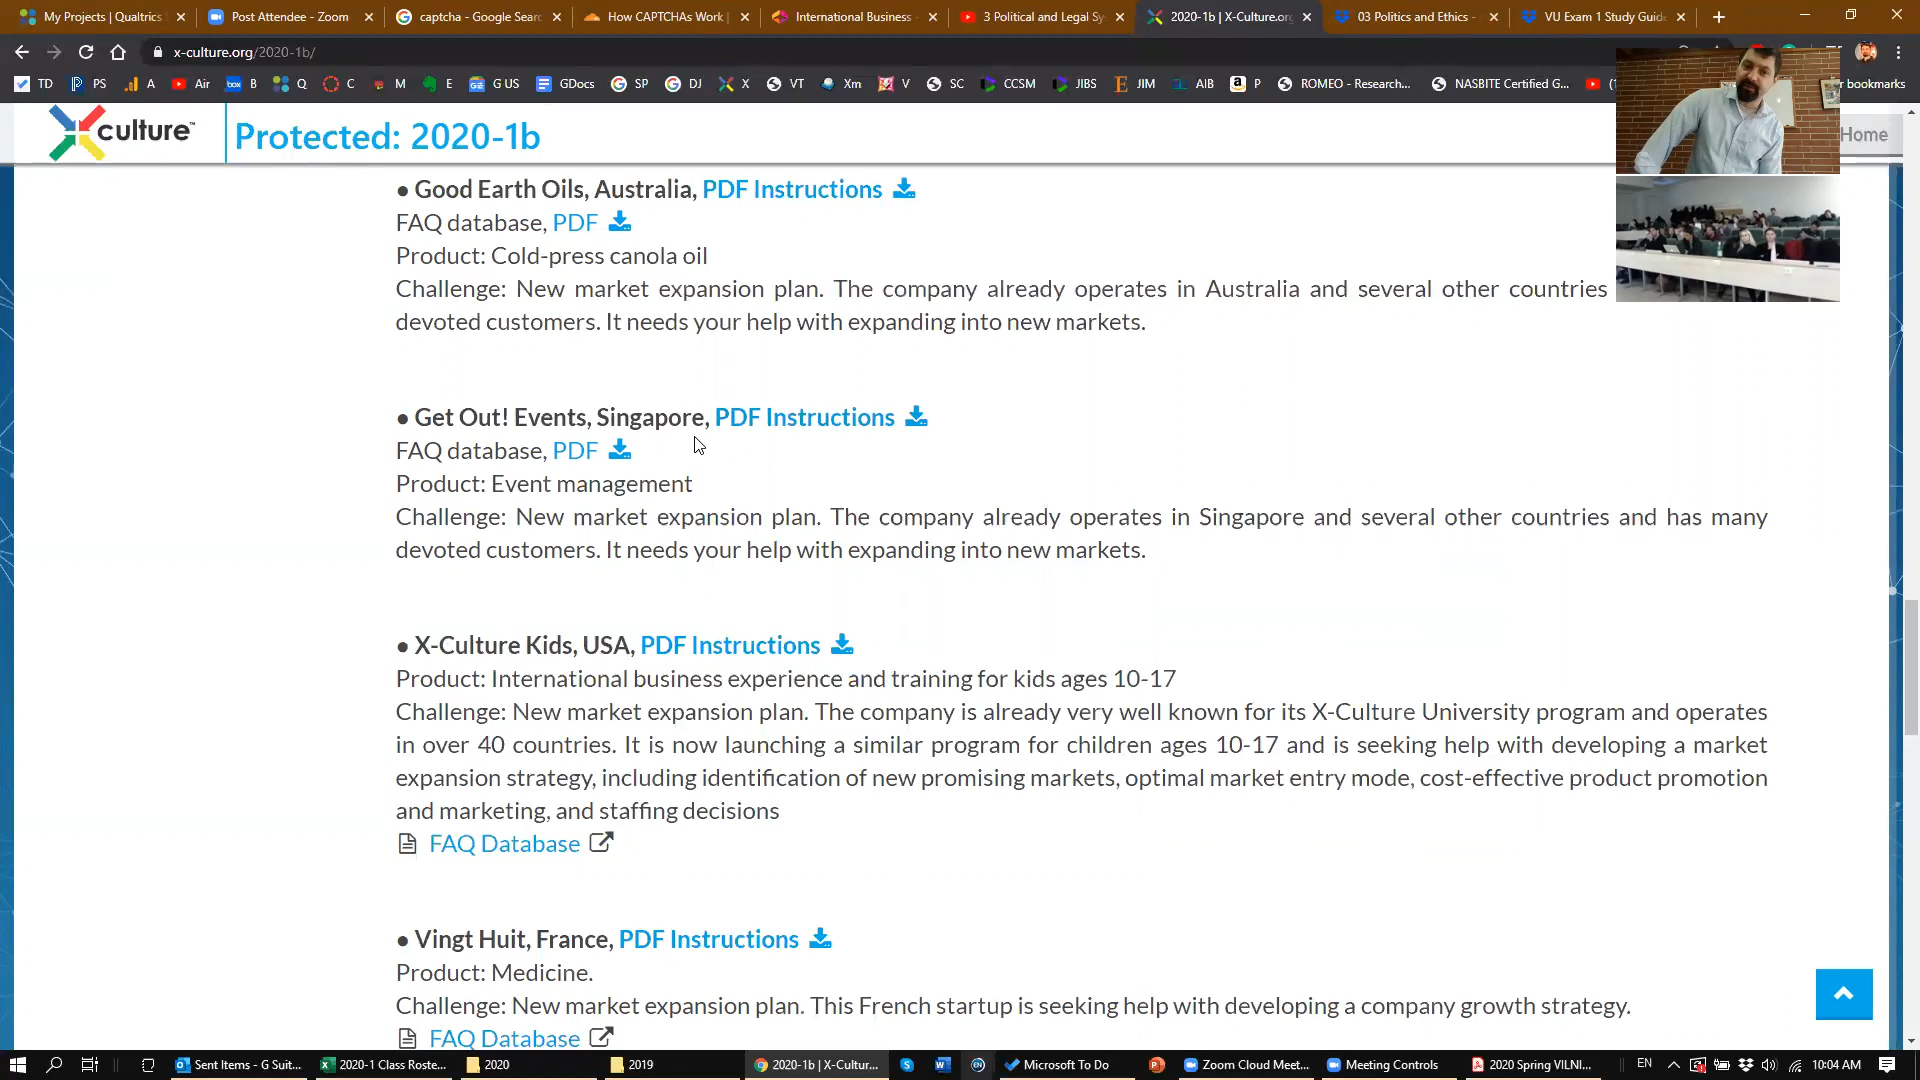 My Projects | Qualtrics
Post Attendee - Zoom
captcha - Google Sear
How CAPTCHAs Work |
International Business -
3 Political and Legal Sy
2020-1b | X-Culture.org
03 Politics and Ethics -
VU Exam 1 Study Guid
x-culture.org/2020-1b/
TD
PS
A
Air
B
Q
C
M
E
G US
GDocs
SP
DJ
X
VT
Xm
V
SC
CCSM
JIBS
JIM
AIB
P
ROMEO - Research...
NASBITE Certified G...
r bookmarks
culture™
Protected: 2020-1b
Home
● Good Earth Oils, Australia, PDF Instructions
FAQ database, PDF
Product: Cold-press canola oil
Challenge: New market expansion plan. The company already operates in Australia and several other countries
devoted customers. It needs your help with expanding into new markets.
● Get Out! Events, Singapore, PDF Instructions
FAQ database, PDF
Product: Event management
Challenge: New market expansion plan. The company already operates in Singapore and several other countries and has many
devoted customers. It needs your help with expanding into new markets.
● X-Culture Kids, USA, PDF Instructions
Product: International business experience and training for kids ages 10-17
Challenge: New market expansion plan. The company is already very well known for its X-Culture University program and operates
in over 40 countries. It is now launching a similar program for children ages 10-17 and is seeking help with developing a market
expansion strategy, including identification of new promising markets, optimal market entry mode, cost-effective product promotion
and marketing, and staffing decisions
FAQ Database
● Vingt Huit, France, PDF Instructions
Product: Medicine.
Challenge: New market expansion plan. This French startup is seeking help with developing a company growth strategy.
FAQ Database
Sent Items - G Suit...
2020-1 Class Roste...
2020
2019
2020-1b | X-Cultur...
Microsoft To Do
Zoom Cloud Meet...
Meeting Controls
2020 Spring VILNI...
EN
10:04 AM